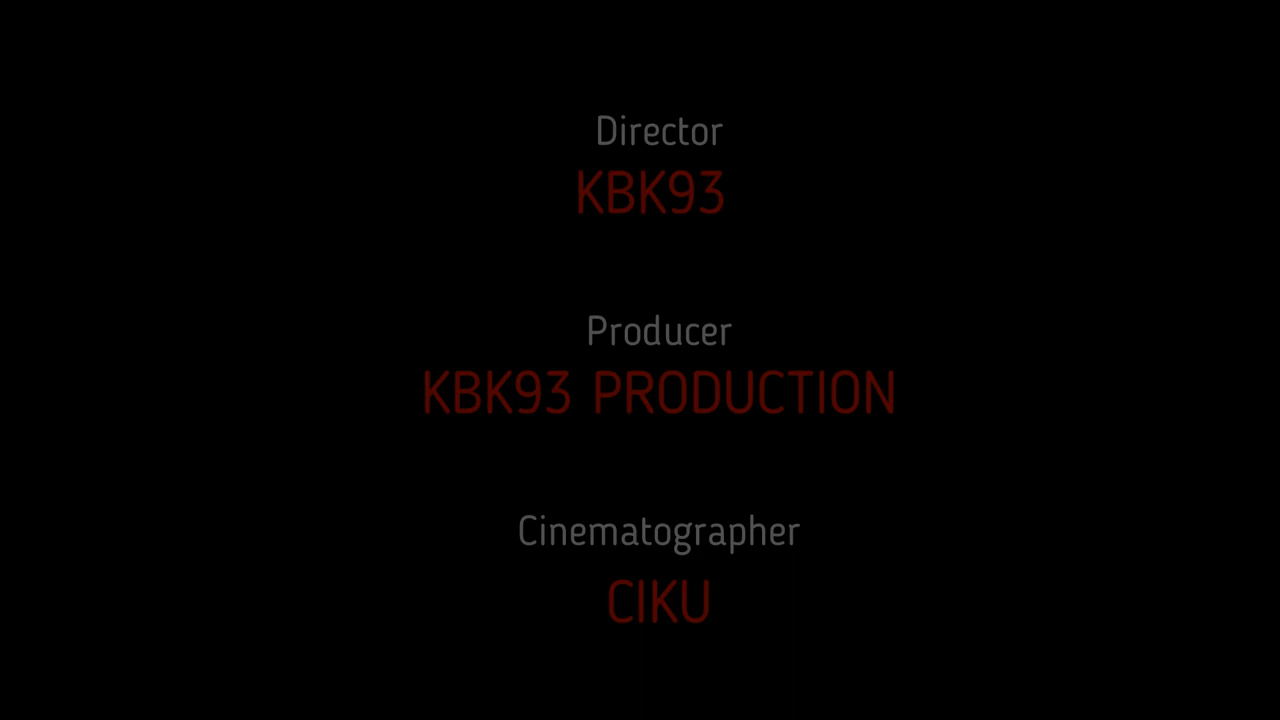 Director
KBK93
Producer
KBK93 PRODUCTION
Cinematographer
CIKU